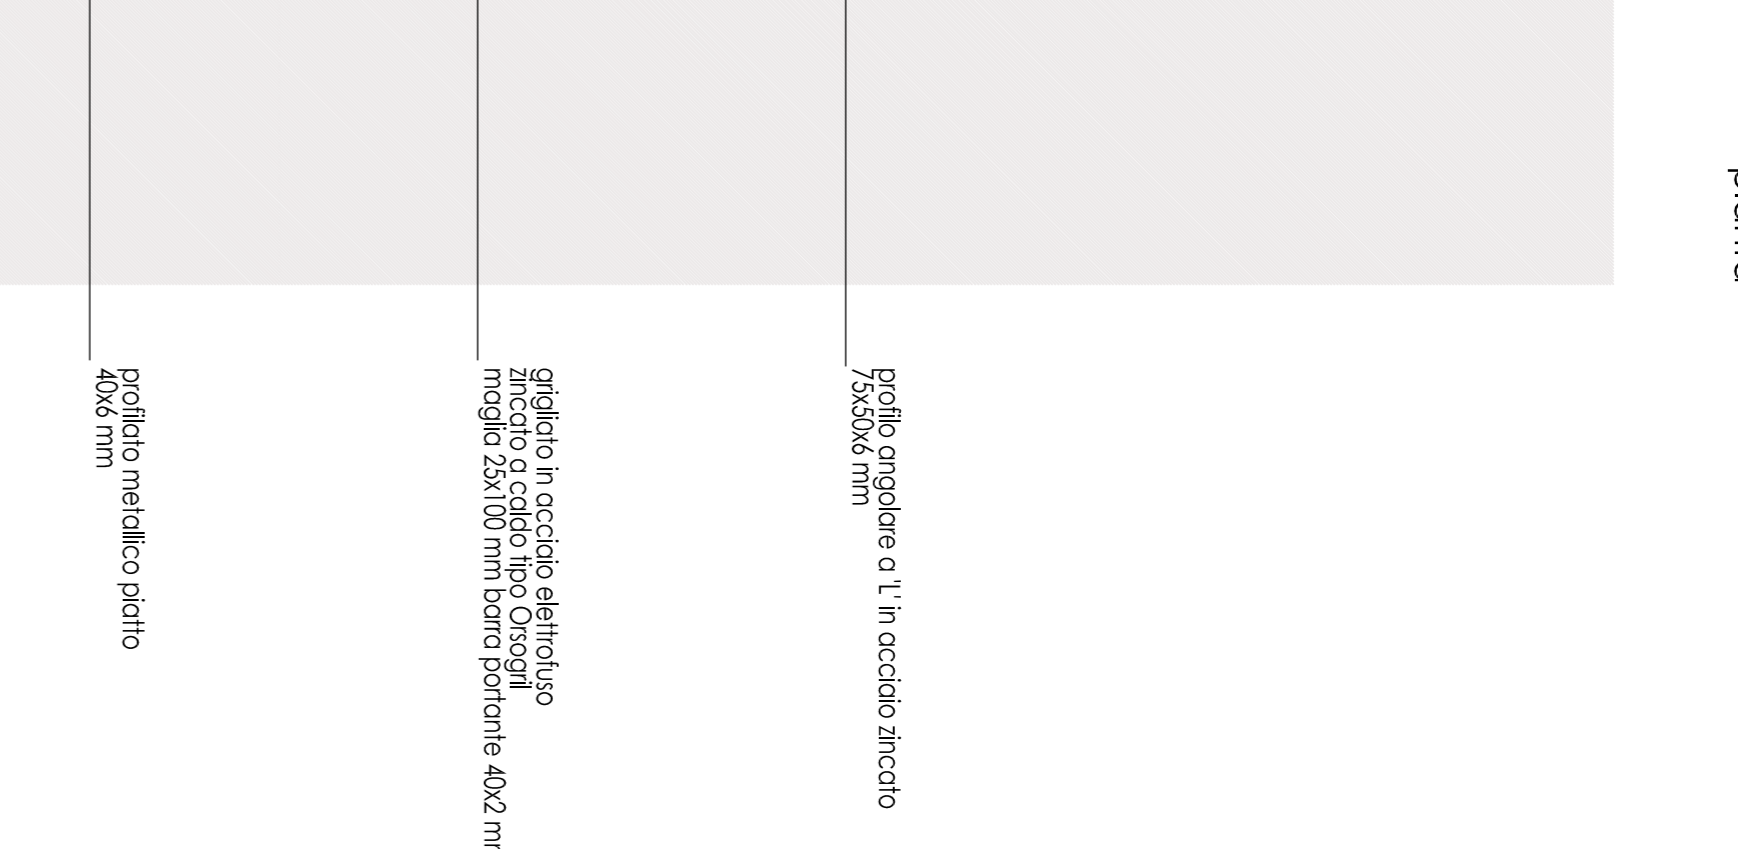 profilato metallico piatto
40x6 mm
grigliato in acciaio elettrofuso
zincato a caldo tipo Orsogril
maglia 25x100 mm barra portante 40x2
profilo angolare a 'L' in acciaio zincato
75x50x6 mm